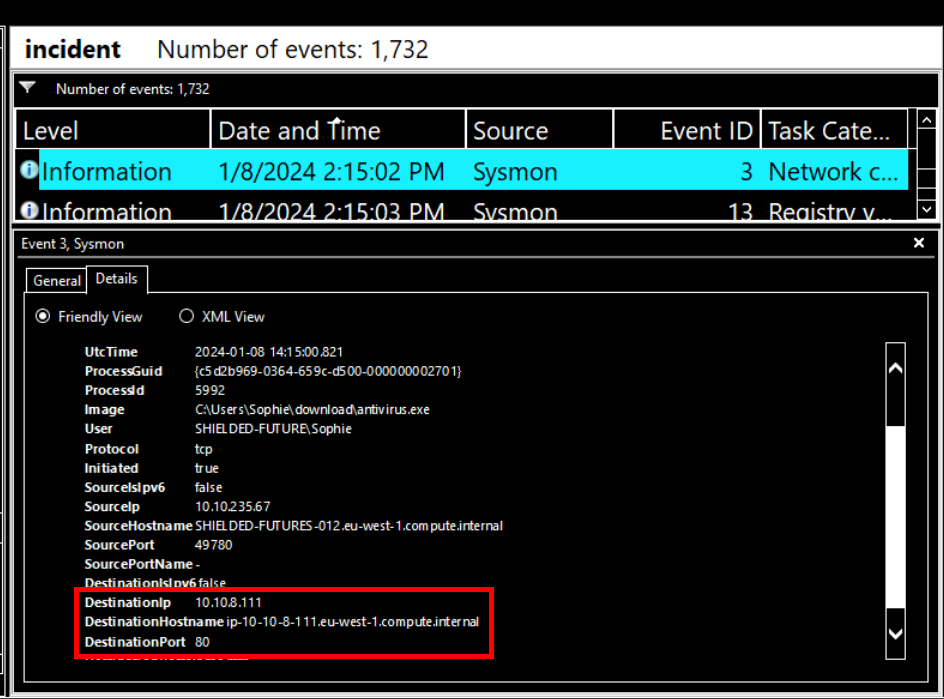 incident Number of events: 1,732
Number of events: 1,732
Level Date and Time Source Event ID Task Cate...
Information 1/8/2024 2:15:02 PM Sysmon 3 Network c...
Information 1/8/2024 2:15:03 PM Sysmon 13 Registry v...
Event 3, Sysmon
General Details
Friendly View XML View
UtcTime 2024-01-08 14:15:00.821
ProcessGuid {c5d2b969-0364-659c-d500-000000002701}
ProcessId 5992
Image C:\Users\Sophie\download\antivirus.exe
User SHIELDED-FUTURE\Sophie
Protocol tcp
Initiated true
SourceIsIpv6 false
SourceIp 10.10.235.67
SourceHostname SHIELDED-FUTURES-012.eu-west-1.compute.internal
SourcePort 49780
SourcePortName -
DestinationIsIpv6 false
DestinationIp 10.10.8.111
DestinationHostname ip-10-10-8-111.eu-west-1.compute.internal
DestinationPort 80